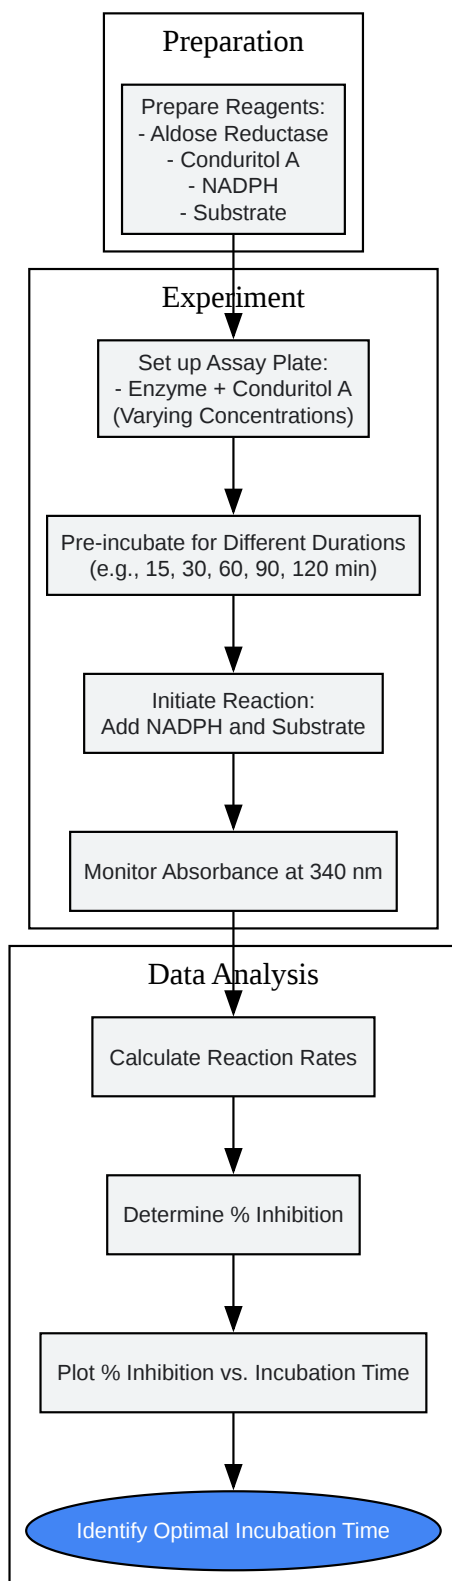 Preparation
Prepare Reagents:
- Aldose Reductase
- Conduritol A
- NADPH
- Substrate
Experiment
Set up Assay Plate:
- Enzyme + Conduritol A
(Varying Concentrations)
Pre-incubate for Different Durations
(e.g., 15, 30, 60, 90, 120 min)
Initiate Reaction:
Add NADPH and Substrate
Monitor Absorbance at 340 nm
Data Analysis
Calculate Reaction Rates
Determine % Inhibition
Plot % Inhibition vs. Incubation Time
Identify Optimal Incubation Time